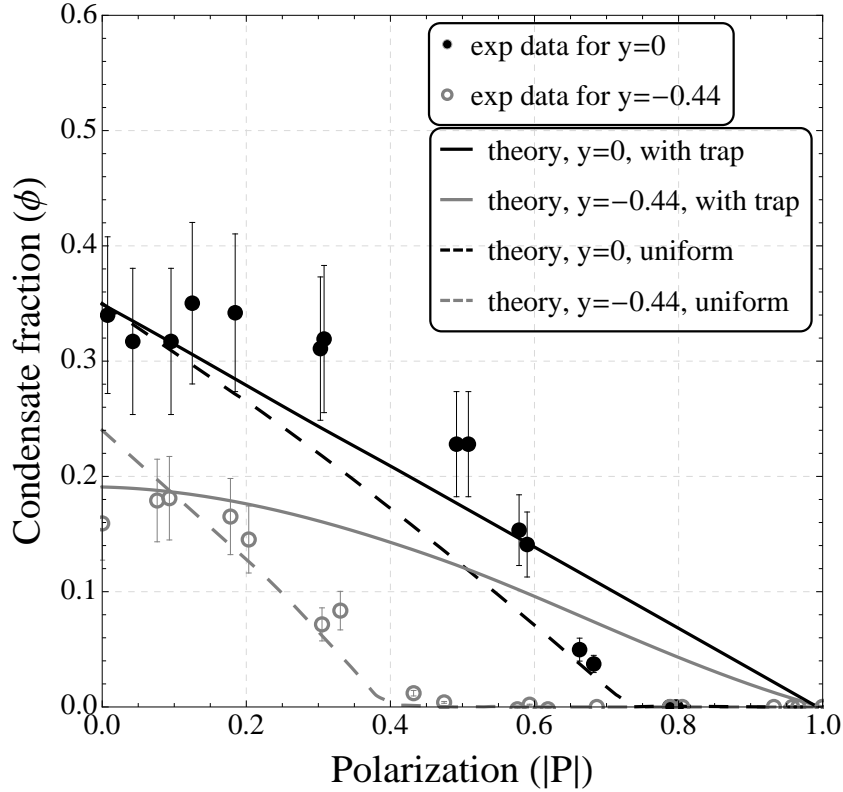 0.6
exp data for y=0
exp data for y=−0.44
0.5
theory, y=0, with trap
theory, y=−0.44, with trap
0.4
theory, y=0, uniform
theory, y=−0.44, uniform
0.3
Condensate fraction (ϕ)
0.2
0.1
0.0
0.0 0.2 0.4 0.6 0.8 1.0
Polarization (|P|)